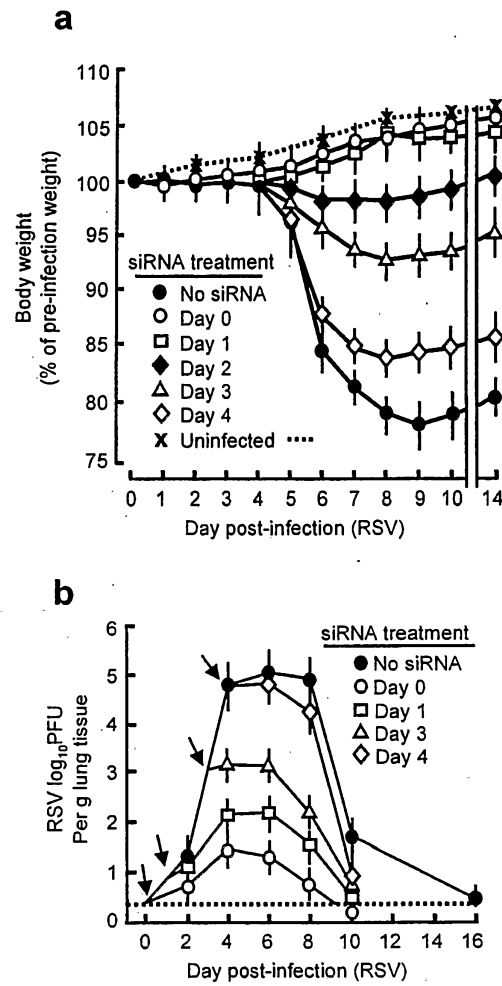 a
110
105
100
95
90
85
80
75
Body weight
(% of pre-infection weight)
siRNA treatment
No siRNA
Day 0
Day 1
Day 2
Day 3
Day 4
Uninfected
0 1 2 3 4 5 6 7 8 9 10 14
Day post-infection (RSV)
b
6
5
4
3
2
1
0
RSV log10PFU
Per g lung tissue
siRNA treatment
No siRNA
Day 0
Day 1
Day 3
Day 4
0 2 4 6 8 10 12 14 16
Day post-infection (RSV)